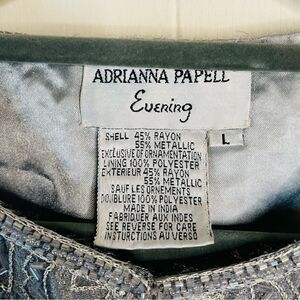 ADRIANNA PAPELL
Evening
L
SHELL 45% RAYON
55% METALLIC
EXCLUSIVE OF ORNAMENTATION
LINING 100% POLYESTER
EXTERIEUR 45% RAYON
55% METALLIC
SAUF LES ORNEMENTS
DOUBLURE 100% POLYESTER
MADE IN INDIA
FABRIQUER AUX INDES
SEE REVERSE FOR CARE
INSTURCTIONS AU VERSO